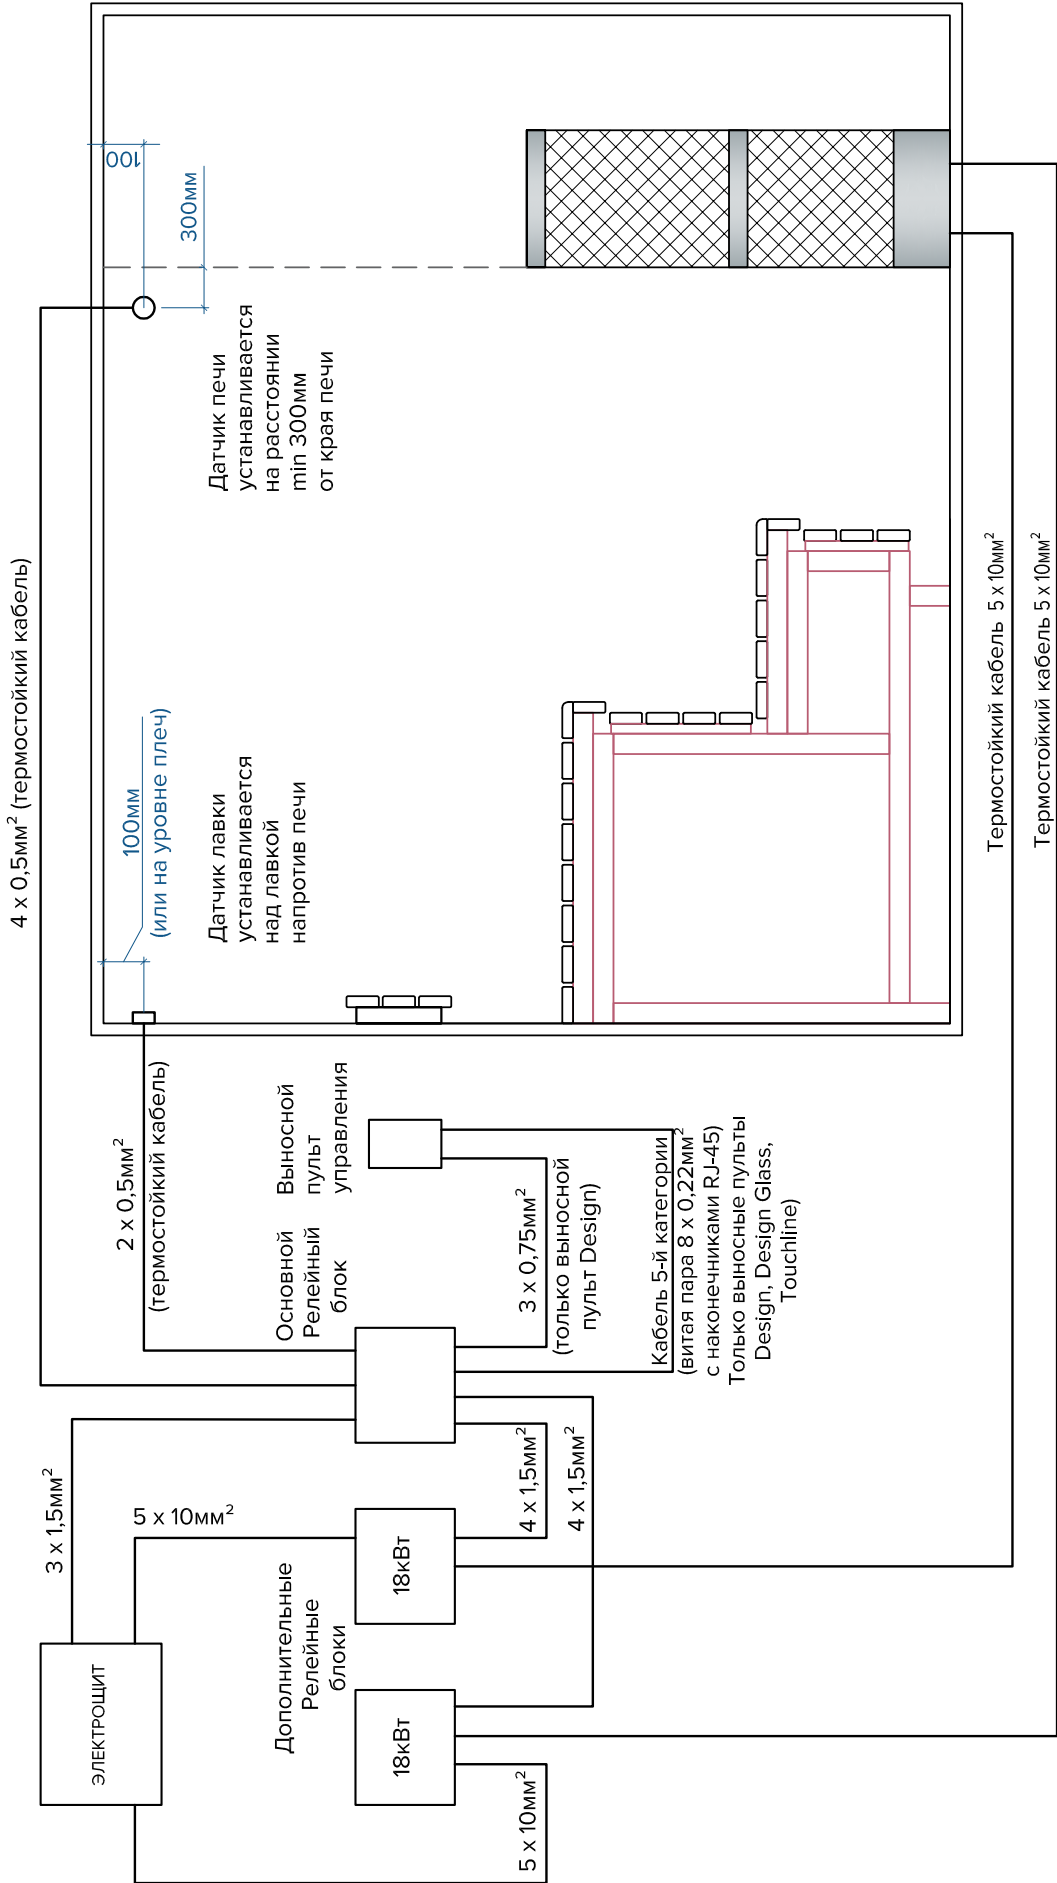 4 x 0,5мм² (термостойкий кабель)
100
300мм
100мм
(или на уровне плеч)
Датчик печи
устанавливается
на расстоянии
min 300мм
от края печи
Датчик лавки
устанавливается
над лавкой
напротив печи
2 x 0,5мм²
(термостойкий кабель)
Выносной
пульт
управления
Основной
Релейный
блок
3 x 0,75мм²
(только выносной
пульт Design)
Кабель 5-й категории
(витая пара 8 x 0,22мм²
с наконечниками RJ-45)
Только выносные пульты
Design, Design Glass,
Touchline)
3 x 1,5мм²
5 x 10мм²
4 x 1,5мм²
4 x 1,5мм²
ЭЛЕКТРОЩИТ
Дополнительные
Релейные
блоки
18кВт
18кВт
5 x 10мм²
Термостойкий кабель 5 x 10мм²
Термостойкий кабель 5 x 10мм²